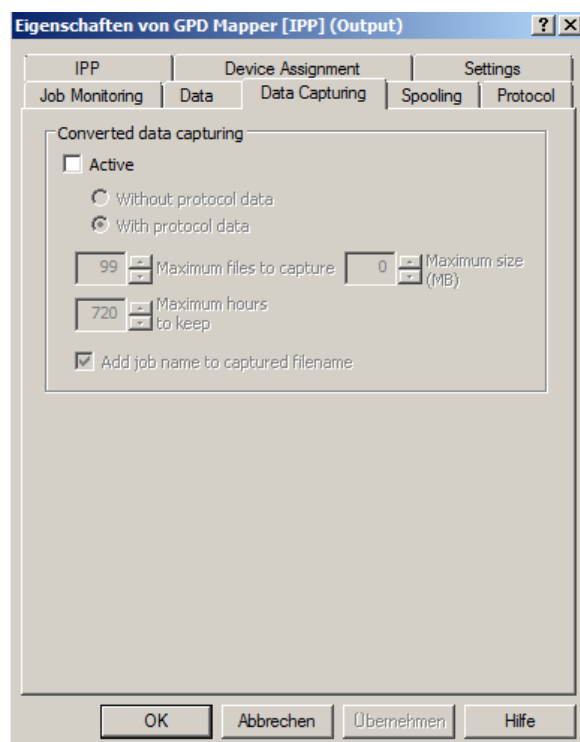 Eigenschaften von GPD Mapper [IPP] (Output)
IPP
Device Assignment
Settings
Job Monitoring
Data
Data Capturing
Spooling
Protocol
Converted data capturing
Active
Without protocol data
With protocol data
99
Maximum files to capture
0
Maximum size
(MB)
720
Maximum hours
to keep
Add job name to captured filename
OK
Abbrechen
Übernehmen
Hilfe